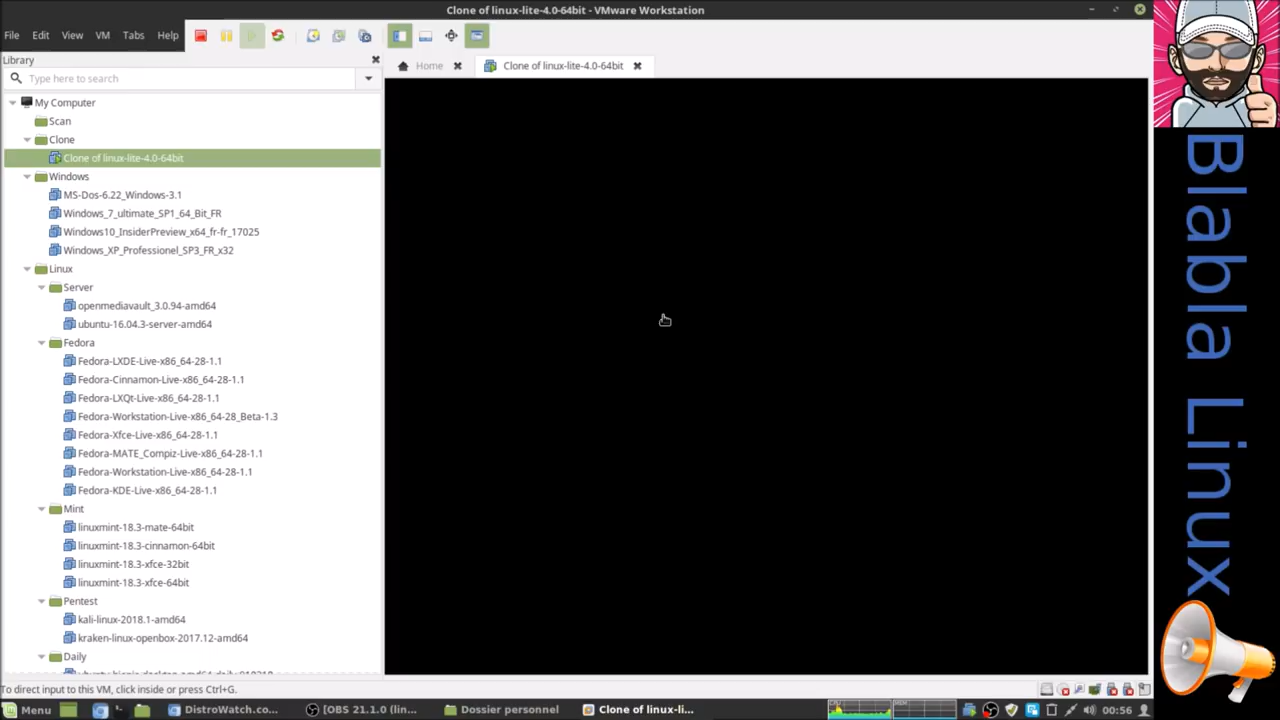 Clone of linux-lite-4.0-64bit - VMware Workstation
File Edit View VM Tabs Help
Library
Type here to search
Home
Clone of linux-lite-4.0-64bit
My Computer
Scan
Clone
Clone of linux-lite-4.0-64bit
Windows
MS-Dos-6.22_Windows-3.1
Windows_7_ultimate_SP1_64_Bit_FR
Windows10_InsiderPreview_x64_fr-fr_17025
Windows_XP_Professionel_SP3_FR_x32
Linux
Server
openmediavault_3.0.94-amd64
ubuntu-16.04.3-server-amd64
Fedora
Fedora-LXDE-Live-x86_64-28-1.1
Fedora-Cinnamon-Live-x86_64-28-1.1
Fedora-LXQt-Live-x86_64-28-1.1
Fedora-Workstation-Live-x86_64-28_Beta-1.3
Fedora-Xfce-Live-x86_64-28-1.1
Fedora-MATE_Compiz-Live-x86_64-28-1.1
Fedora-Workstation-Live-x86_64-28-1.1
Fedora-KDE-Live-x86_64-28-1.1
Mint
linuxmint-18.3-mate-64bit
linuxmint-18.3-cinnamon-64bit
linuxmint-18.3-xfce-32bit
linuxmint-18.3-xfce-64bit
Pentest
kali-linux-2018.1-amd64
kraken-linux-openbox-2017.12-amd64
Daily
To direct input to this VM, click inside or press Ctrl+G.
Menu
DistroWatch.co...
[OBS 21.1.0 (lin...
Dossier personnel
Clone of linux-li...
CPU
MEM
00:56
Blabla Linux